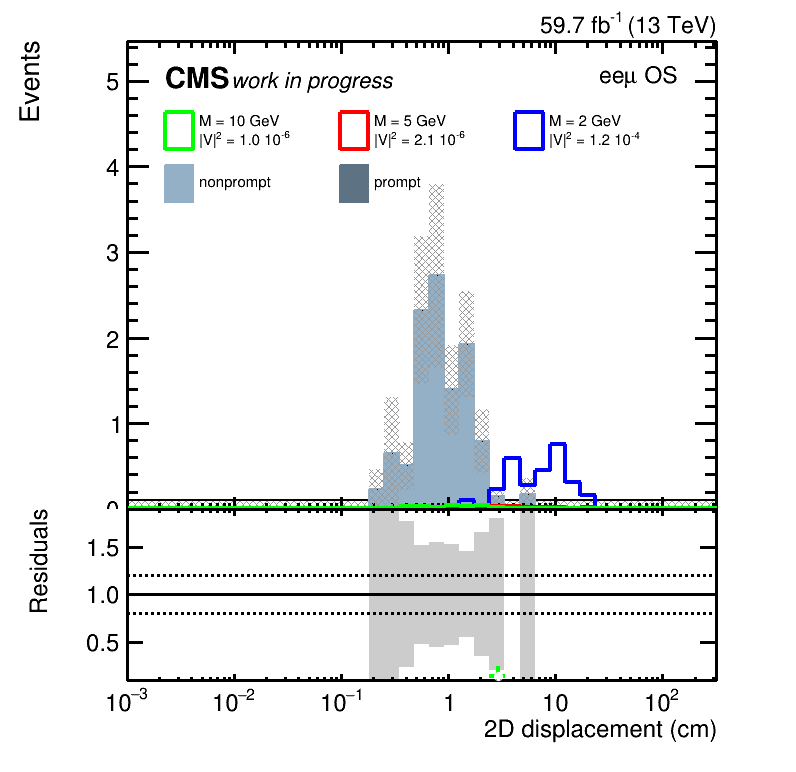 59.7 fb⁻¹ (13 TeV)
Events
CMS work in progress
eeμ OS
M = 10 GeV
|V|² = 1.0 10⁻⁶
M = 5 GeV
|V|² = 2.1 10⁻⁶
M = 2 GeV
|V|² = 1.2 10⁻⁴
nonprompt
prompt
5
4
3
2
1
0
Residuals
1.5
1.0
0.5
10⁻³ 10⁻² 10⁻¹ 1 10 10²
2D displacement (cm)